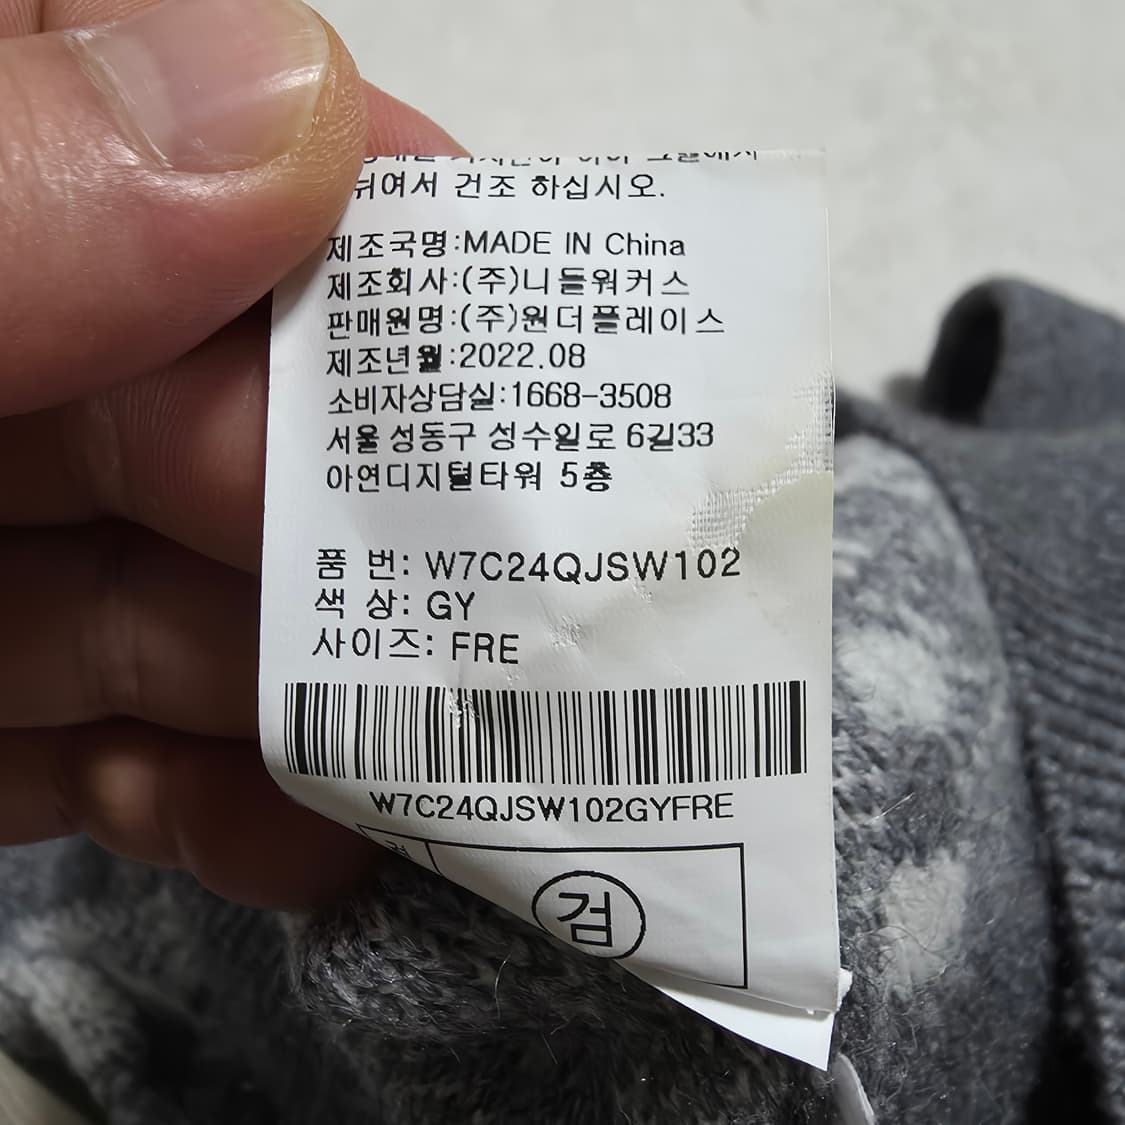 뉘여서 건조 하십시오.
제조국명:MADE IN China
제조회사:(주)니들워커스
판매원명:(주)원더플레이스
제조년월:2022.08
소비자상담실:1668-3508
서울 성동구 성수일로 6길33
아연디지털타워 5층
품 번: W7C24QJSW102
색 상: GY
사이즈: FRE
W7C24QJSW102GYFRE
검